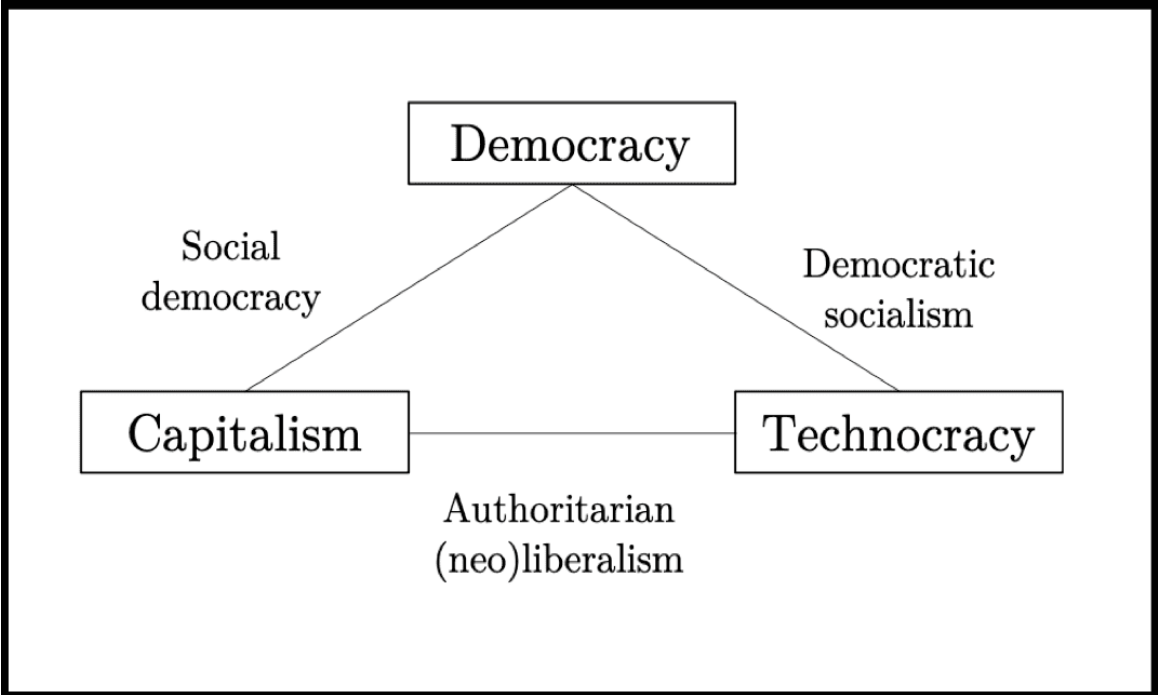 Democracy
Social
democracy
Democratic
socialism
Capitalism
Technocracy
Authoritarian
(neo)liberalism